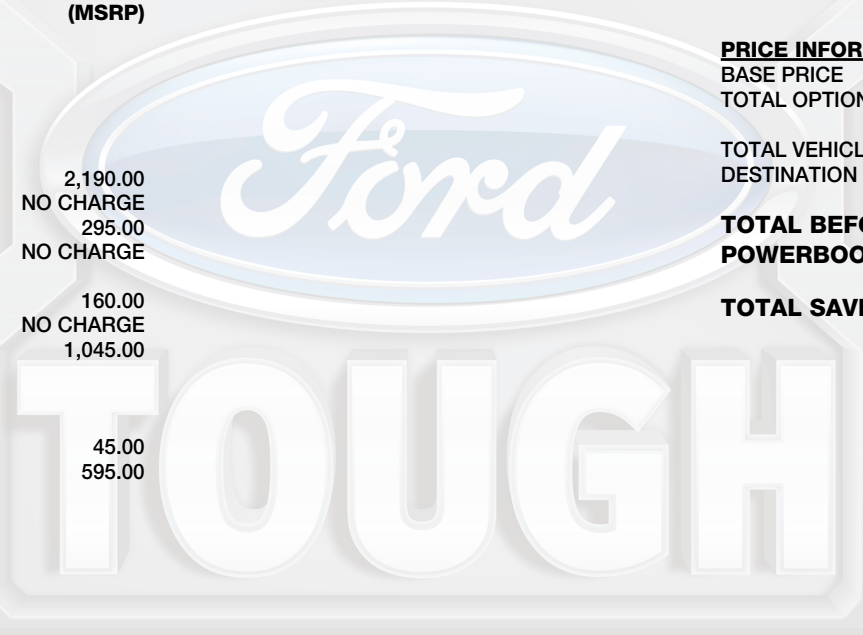 (MSRP)
2,190.00
NO CHARGE
295.00
NO CHARGE
160.00
NO CHARGE
1,045.00
45.00
595.00
PRICE INFOR
BASE PRICE
TOTAL OPTION
TOTAL VEHICL
DESTINATION
TOTAL BEFO
POWERBOO
TOTAL SAVI
Ford
TOUGH